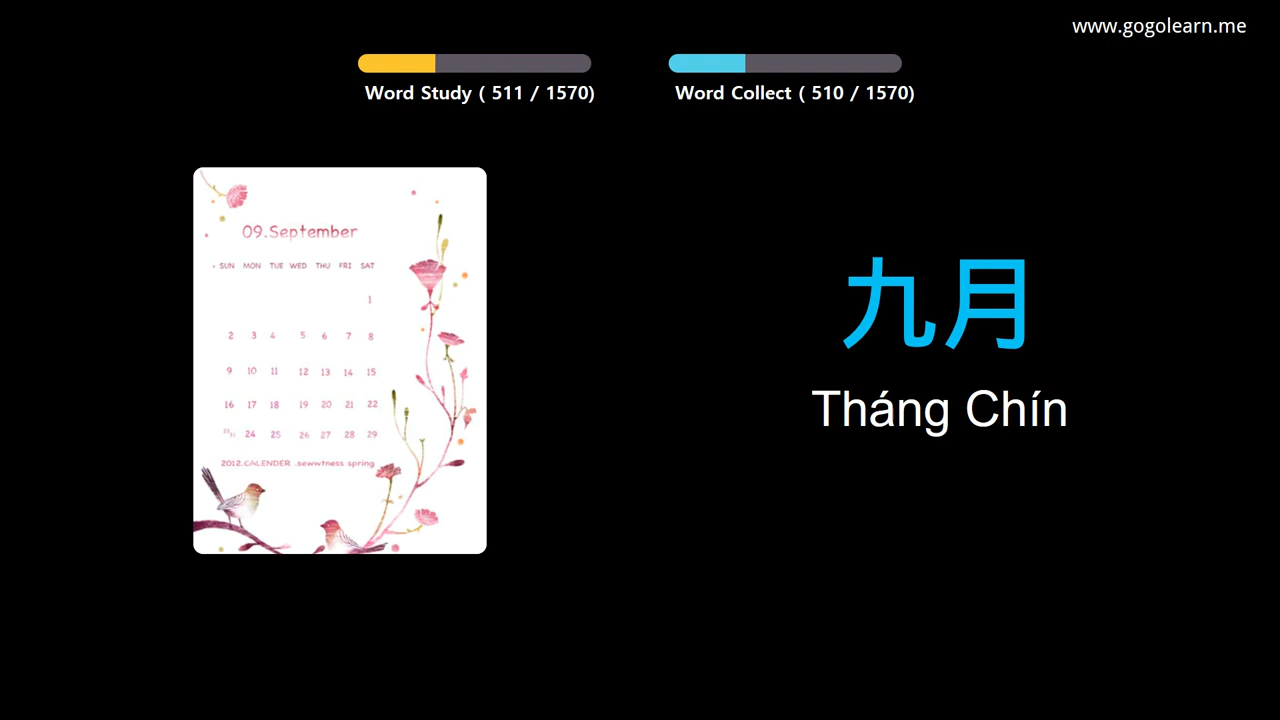 www.gogolearn.me
Word Study ( 511 / 1570)
Word Collect ( 510 / 1570)
09.September
SUN MON TUE WED THU FRI SAT
1
2 3 4 5 6 7 8
9 10 11 12 13 14 15
16 17 18 19 20 21 22
24 25 26 27 28 29
2012.CALENDER .sewwtness spring
九月
Tháng Chín